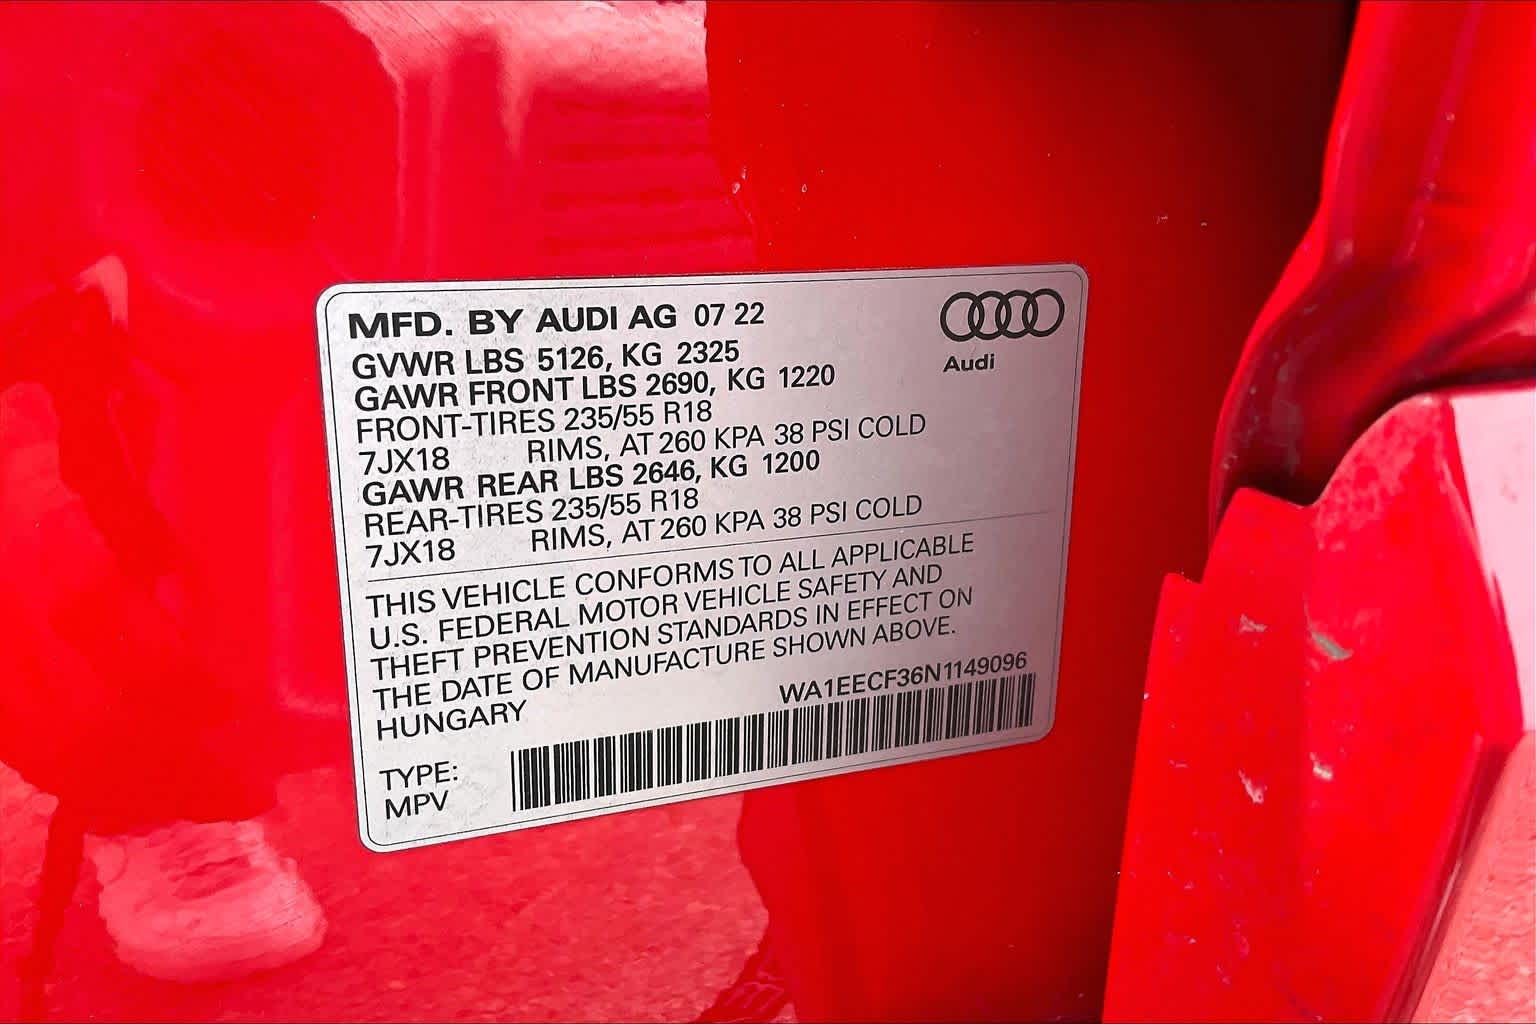 MFD. BY AUDI AG 07 22
GVWR LBS 5126, KG 2325
GAWR FRONT LBS 2690, KG 1220
FRONT-TIRES 235/55 R18
7JX18 RIMS, AT 260 KPA 38 PSI COLD
GAWR REAR LBS 2646, KG 1200
REAR-TIRES 235/55 R18
7JX18 RIMS, AT 260 KPA 38 PSI COLD
Audi
THIS VEHICLE CONFORMS TO ALL APPLICABLE
U.S. FEDERAL MOTOR VEHICLE SAFETY AND
THEFT PREVENTION STANDARDS IN EFFECT ON
THE DATE OF MANUFACTURE SHOWN ABOVE.
HUNGARY
WA1EECF36N1149096
TYPE:
MPV